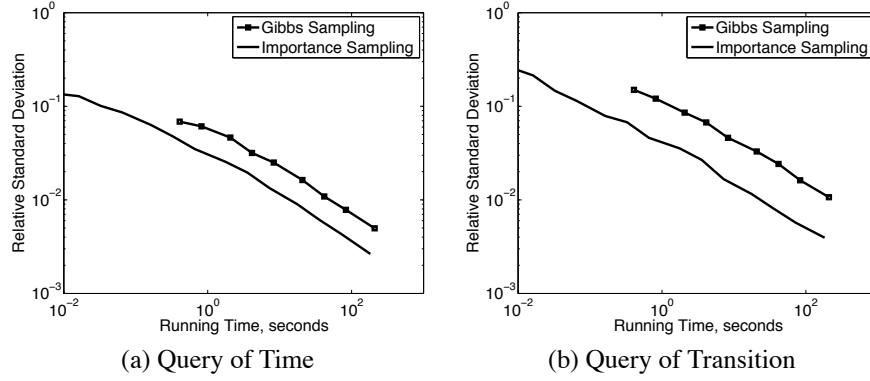 Relative Standard Deviation
10^0
10^-1
10^-2
10^-3
Gibbs Sampling
Importance Sampling
10^-2
10^0
10^2
Running Time, seconds
(a) Query of Time
Relative Standard Deviation
10^0
10^-1
10^-2
10^-3
Gibbs Sampling
Importance Sampling
10^-2
10^0
10^2
Running Time, seconds
(b) Query of Transition